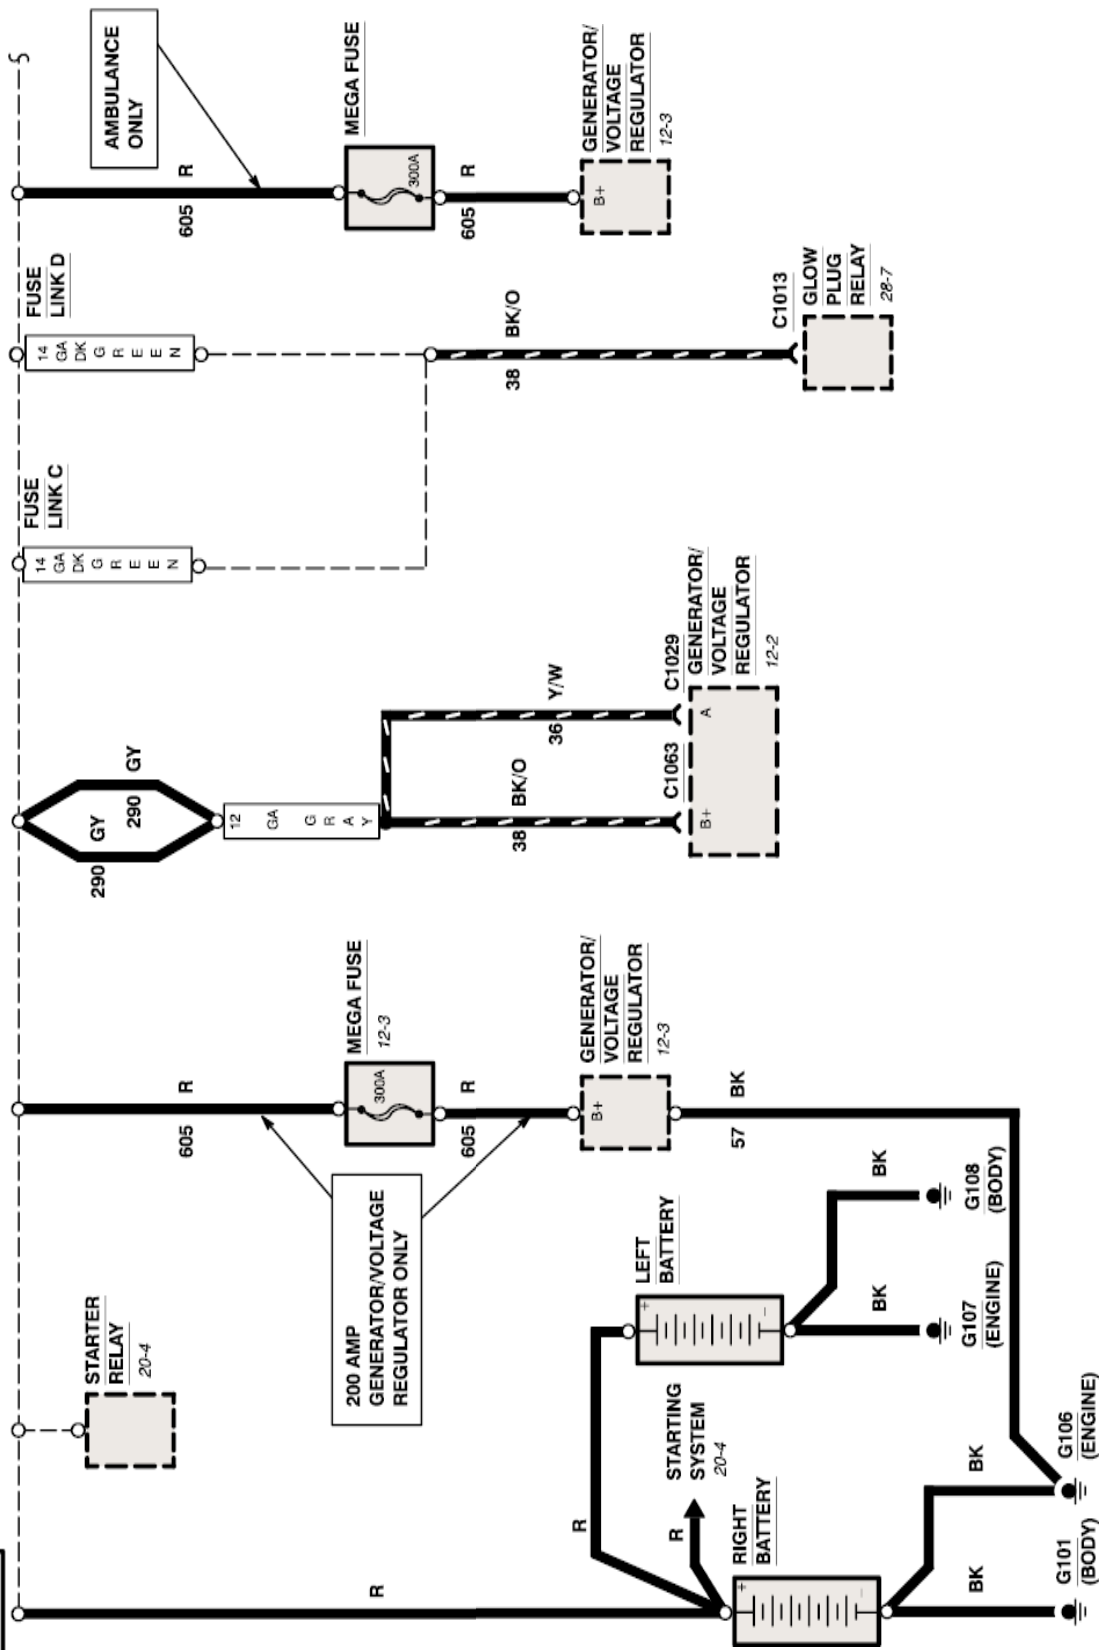 R
STARTER
RELAY
20-4
605
R
200 AMP
GENERATOR/VOLTAGE
REGULATOR ONLY
MEGA FUSE
12-3
300A
605
R
GENERATOR/
VOLTAGE
REGULATOR
12-3
B+
57
BK
R
STARTING
SYSTEM
20-4
R
LEFT
BATTERY
+
-
BK
BK
G107
(ENGINE)
G108
(BODY)
RIGHT
BATTERY
+
-
BK
BK
G101
(BODY)
G106
(ENGINE)
290
GY
290
GY
12
GA
G
R
A
Y
38
BK/O
36
Y/W
C1063
C1029
B+
A
GENERATOR/
VOLTAGE
REGULATOR
12-2
FUSE
LINK C
14
GA
DK
G
R
E
E
N
FUSE
LINK D
14
GA
DK
G
R
E
E
N
38
BK/O
C1013
GLOW
PLUG
RELAY
28-7
AMBULANCE
ONLY
605
R
MEGA FUSE
300A
605
R
GENERATOR/
VOLTAGE
REGULATOR
12-3
B+